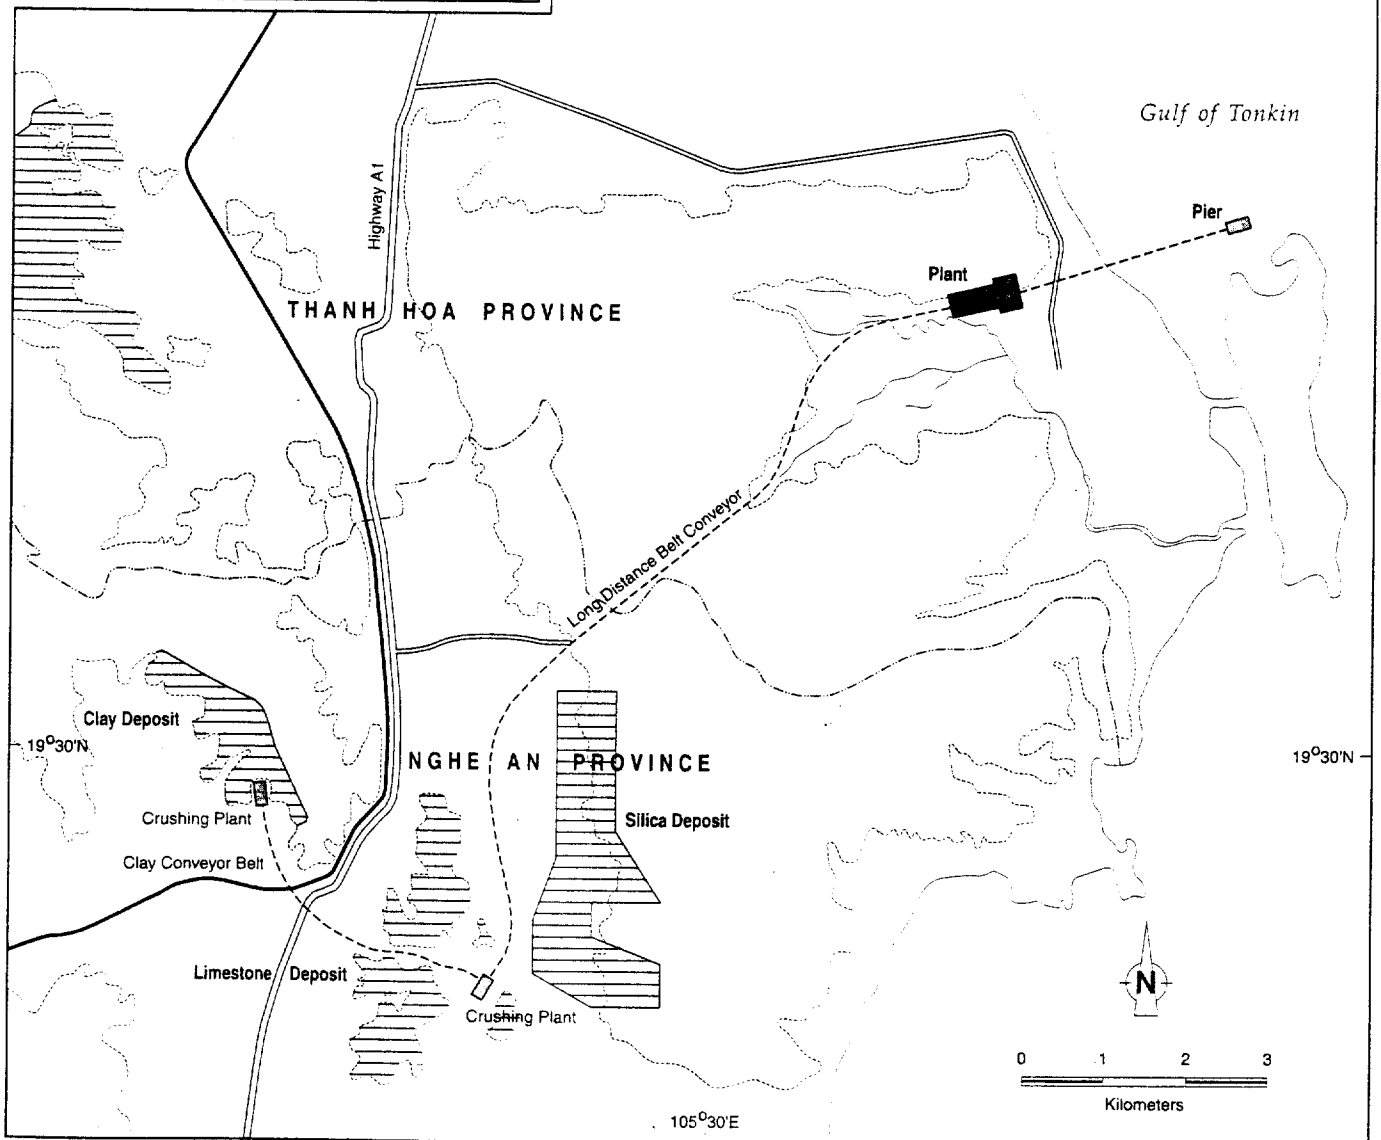 Gulf of Tonkin
Highway A1
Pier
Plant
THANH HOA PROVINCE
Long Distance Belt Conveyor
Clay Deposit
19°30'N
NGHE AN PROVINCE
19°30'N
Crushing Plant
Silica Deposit
Clay Conveyor Belt
Limestone Deposit
N
Crushing Plant
0 1 2 3
Kilometers
105°30'E